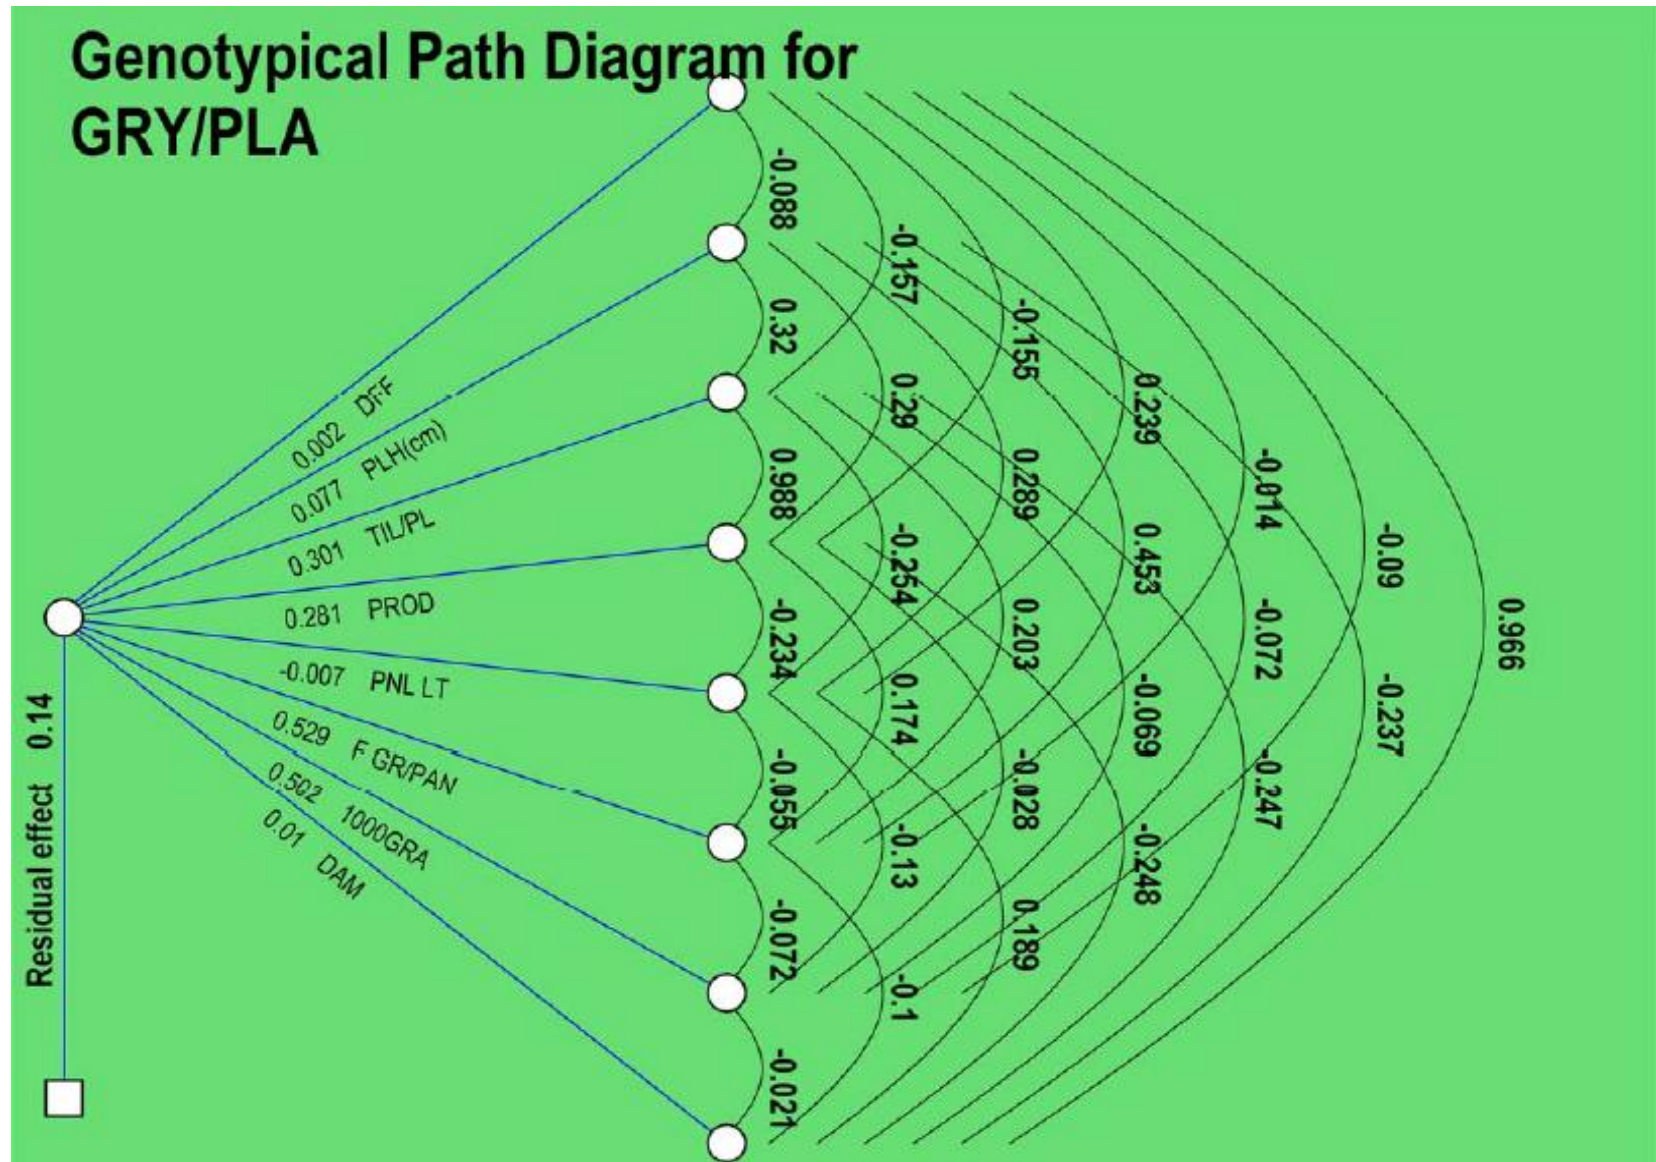 Genotypical Path Diagram for
GRY/PLA
0.002 DFF
0.077 PLH(cm)
0.301 TIL/PL
0.281 PROD
-0.007 PNL LT
0.529 F GR/PAN
0.502 1000GRA
0.01 DAM
Residual effect 0.14
-0.088
0.32
0.988
-0.234
-0.055
-0.072
-0.021
-0.157
0.29
-0.254
0.174
-0.13
-0.1
-0.155
0.289
0.203
-0.028
0.189
0.239
0.453
-0.069
-0.248
-0.014
-0.072
-0.247
-0.09
-0.237
0.966